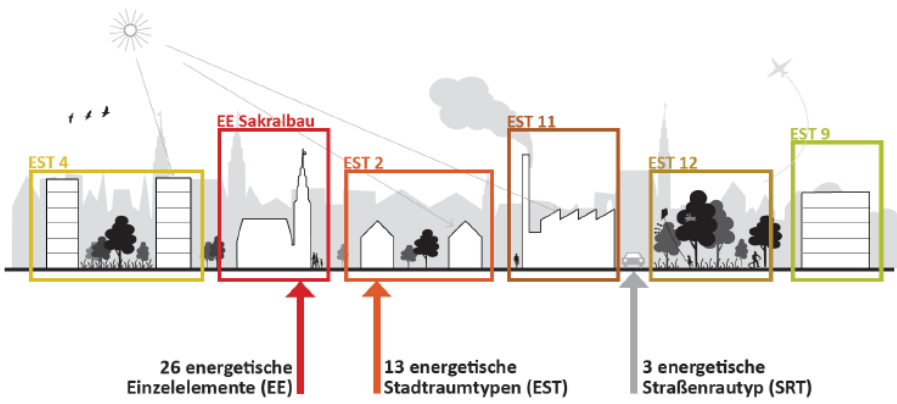 EE Sakralbau
EST 11
EST 9
EST 4
EST 2
EST 12
26 energetische
Einzelelemente (EE)
13 energetische
Stadtraumtypen (EST)
3 energetische
Straßenrautyp (SRT)